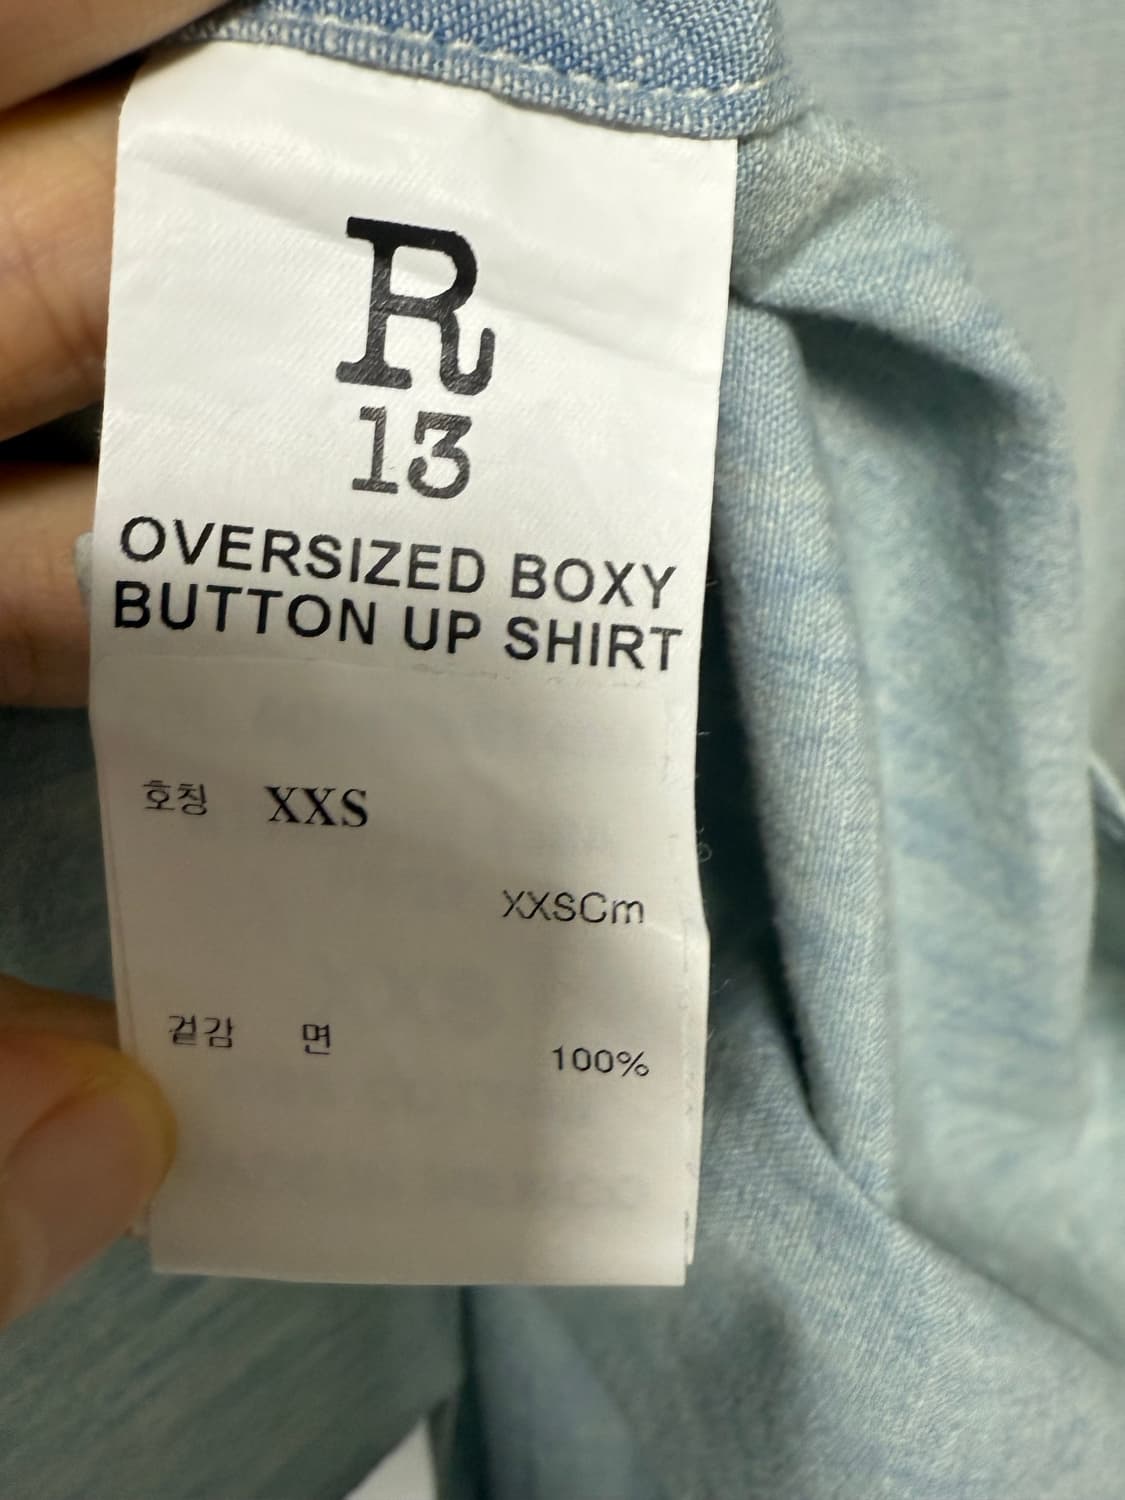 R
13
OVERSIZED BOXY
BUTTON UP SHIRT
호칭 XXS
XXSCm
겉감 면 100%